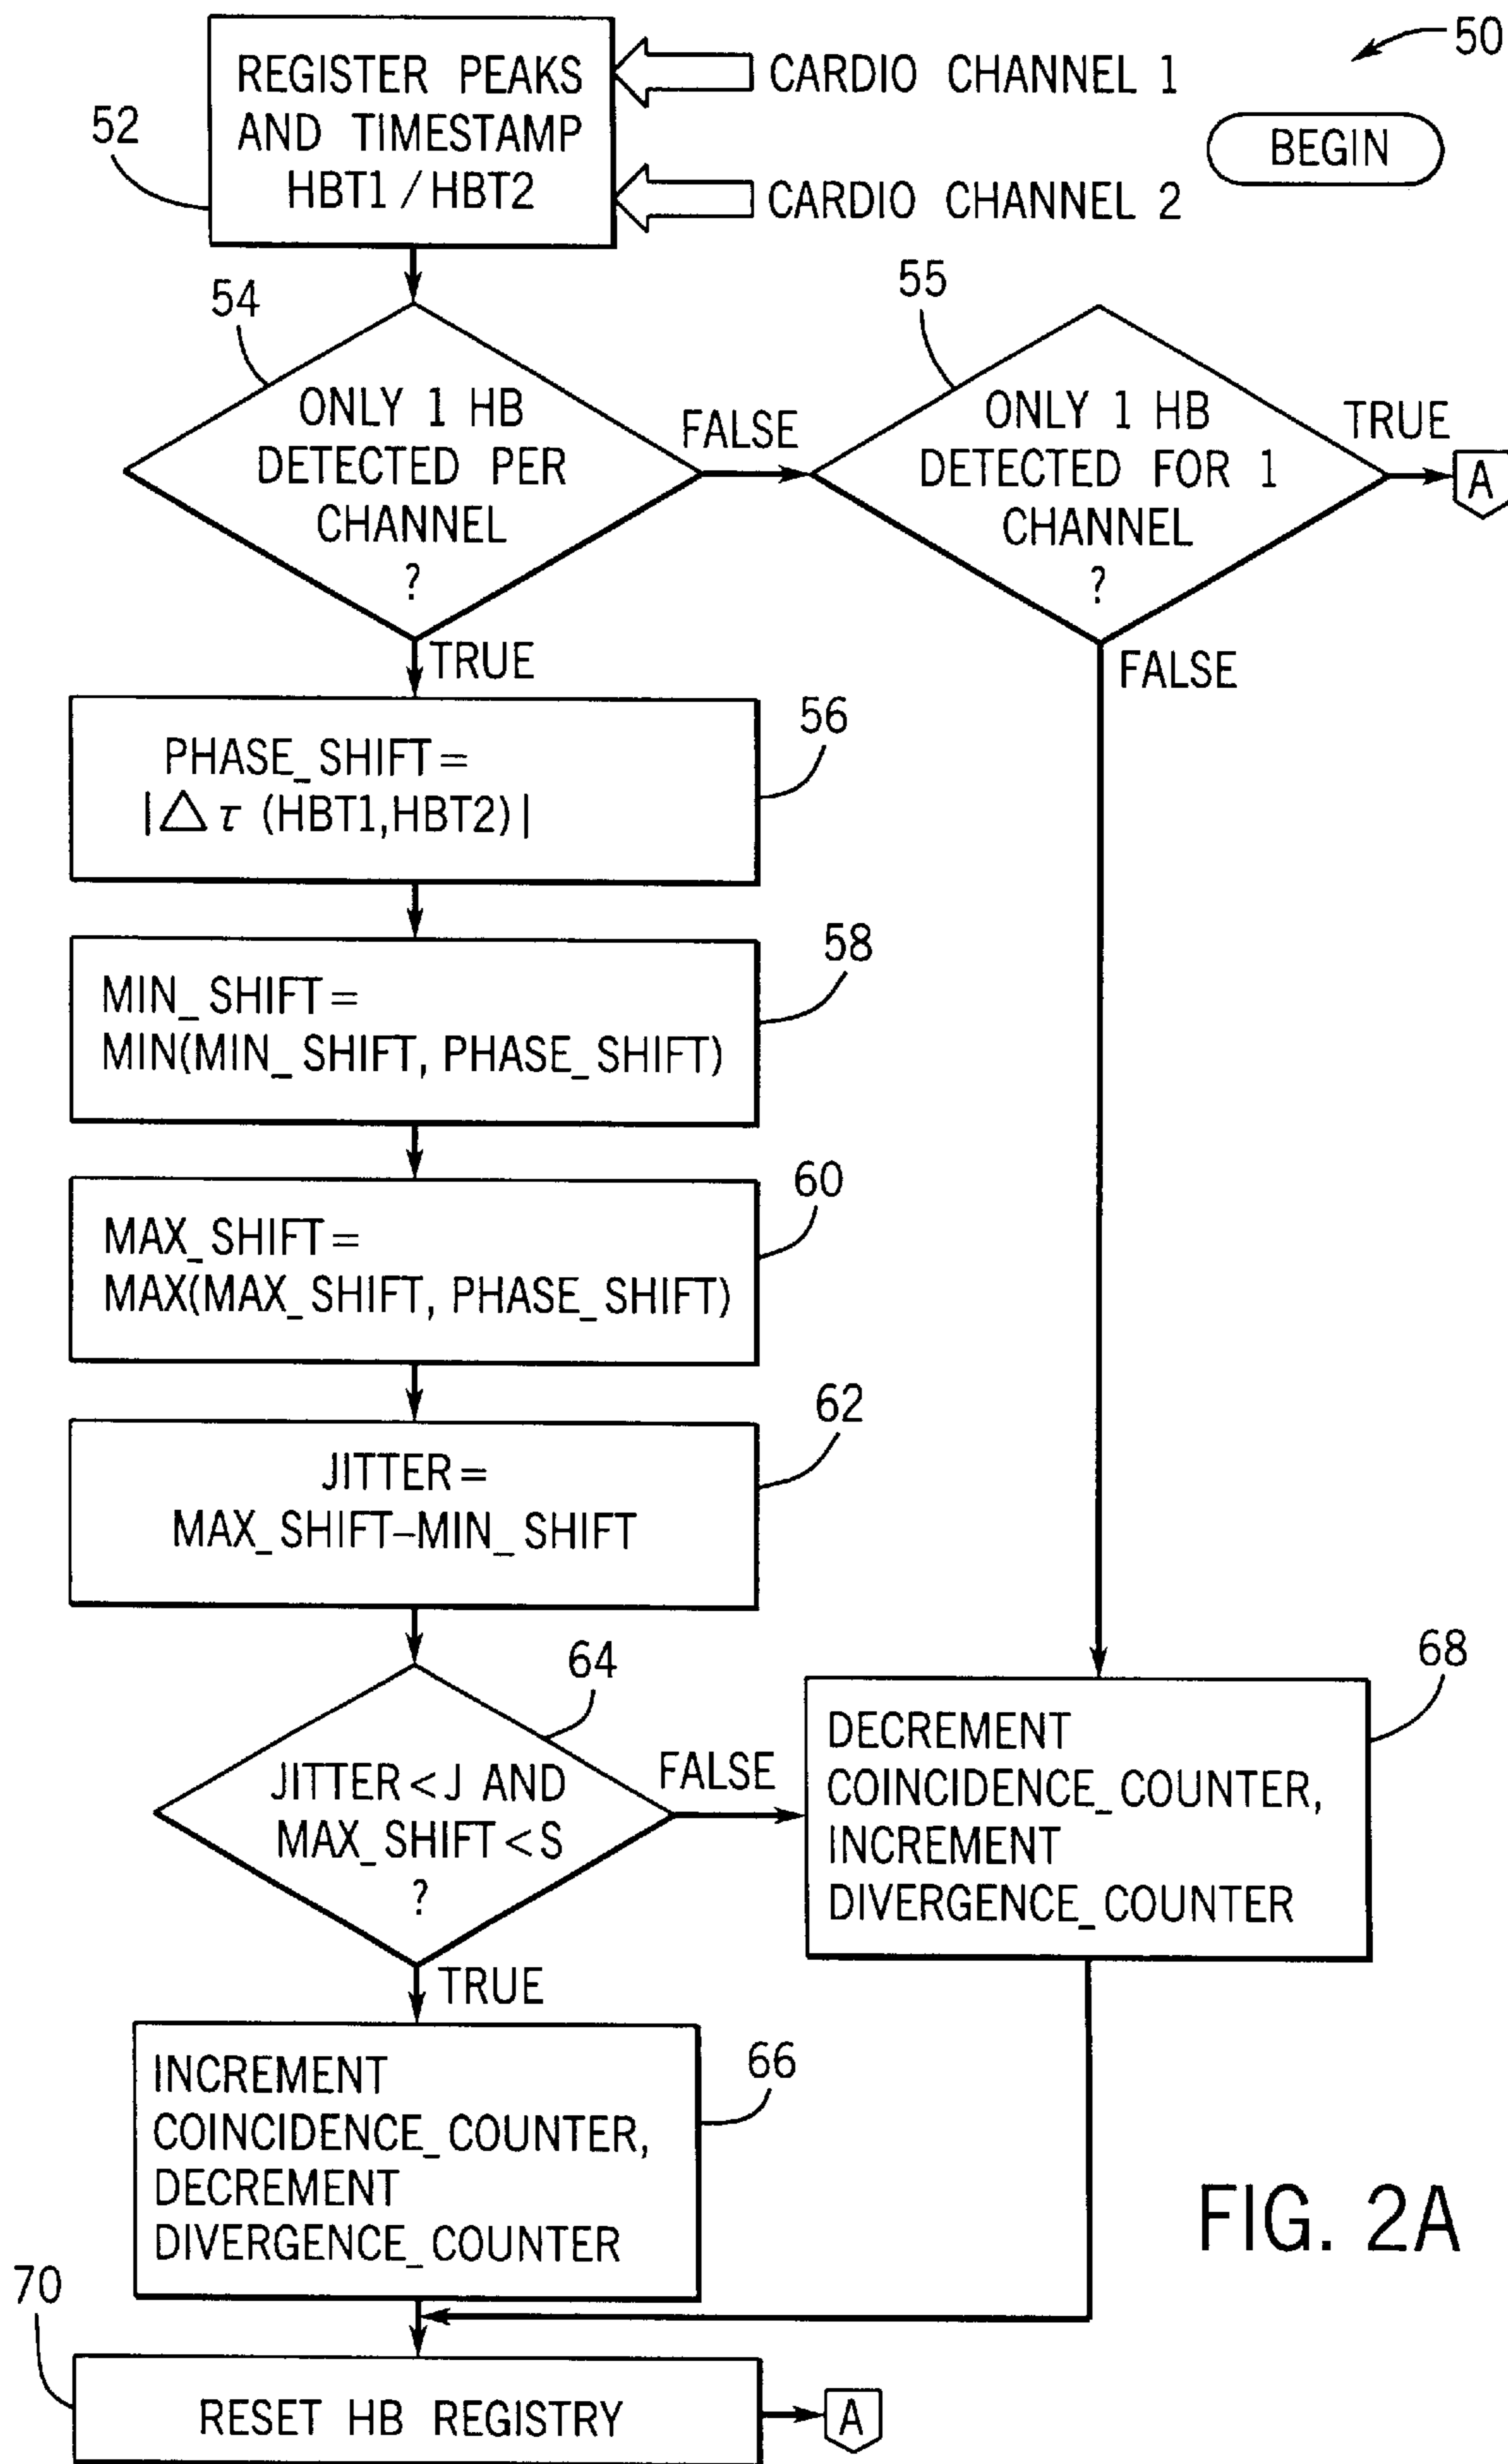 50
BEGIN
REGISTER PEAKS
AND TIMESTAMP
HBT1 / HBT2
CARDIO CHANNEL 1
CARDIO CHANNEL 2
52
54
ONLY 1 HB
DETECTED PER
CHANNEL
?
FALSE
TRUE
55
ONLY 1 HB
DETECTED FOR 1
CHANNEL
?
TRUE
A
FALSE
PHASE_SHIFT=
|△τ (HBT1,HBT2)|
56
MIN_SHIFT=
MIN(MIN_SHIFT, PHASE_SHIFT)
58
MAX_SHIFT=
MAX(MAX_SHIFT, PHASE_SHIFT)
60
JITTER=
MAX_SHIFT–MIN_SHIFT
62
64
JITTER<J AND
MAX_SHIFT<S
?
FALSE
TRUE
68
DECREMENT
COINCIDENCE_COUNTER,
INCREMENT
DIVERGENCE_COUNTER
INCREMENT
COINCIDENCE_COUNTER,
DECREMENT
DIVERGENCE_COUNTER
66
70
RESET HB REGISTRY
A
FIG. 2A